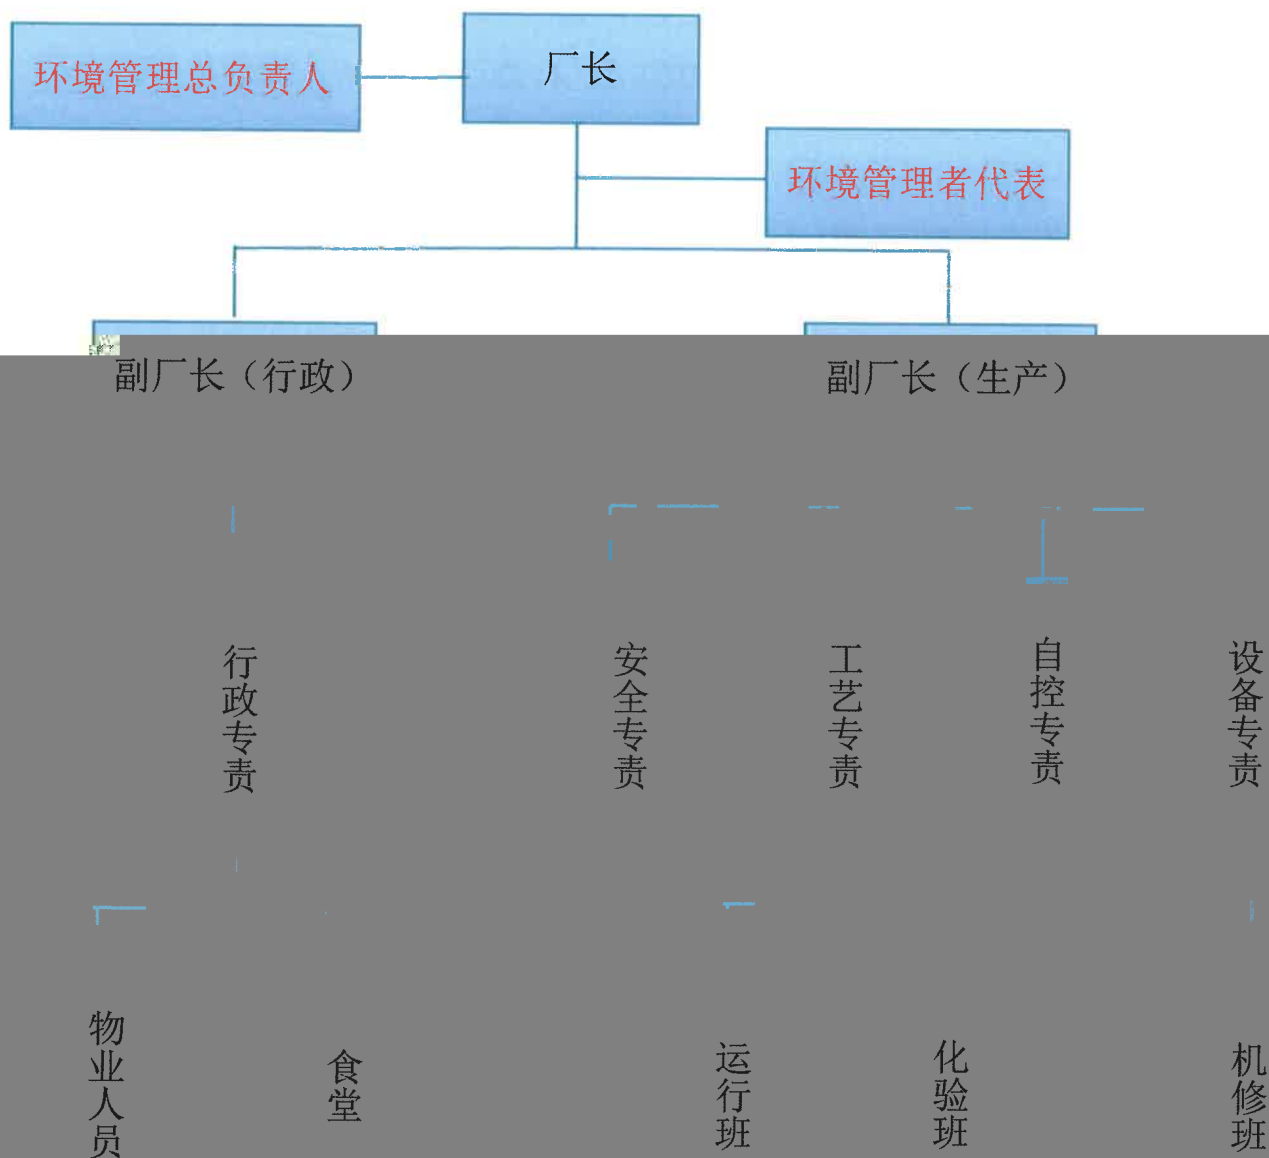 环境管理总负责人
厂长
环境管理者代表
副厂长（行政）
副厂长（生产）
行政专责
安全专责
工艺专责
自控专责
设备专责
物业人员
食堂
运行班
化验班
机修班